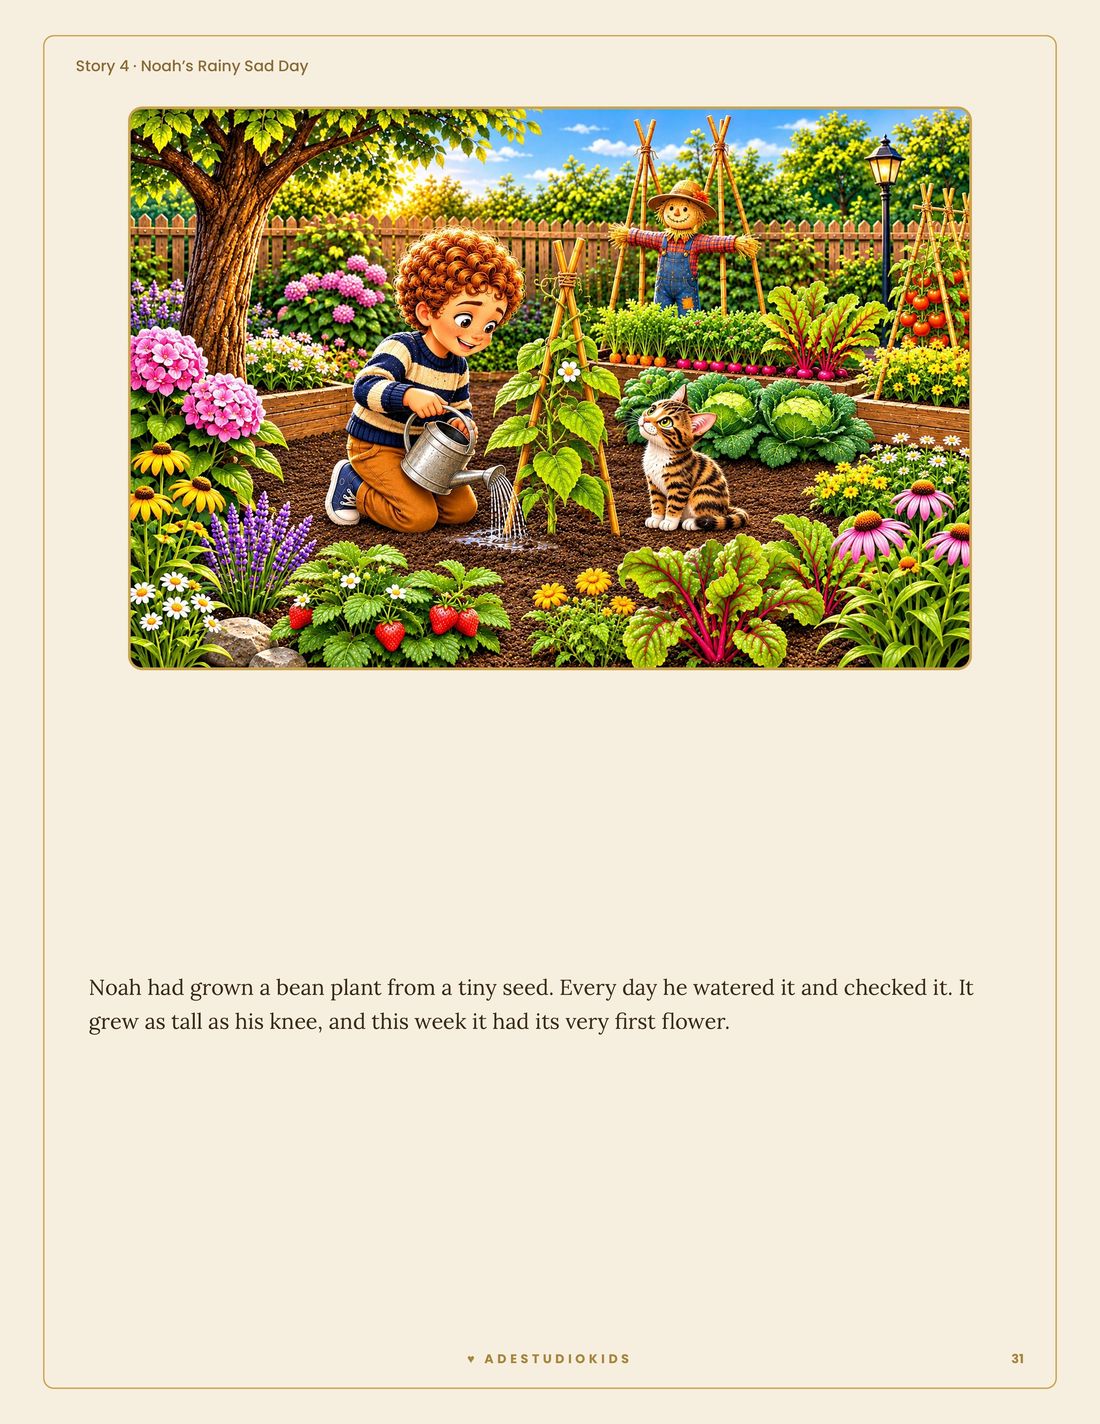 Story 4 · Noah’s Rainy Sad Day
Noah had grown a bean plant from a tiny seed. Every day he watered it and checked it. It
grew as tall as his knee, and this week it had its very first flower.
♥ ADESTUDIOKIDS
31